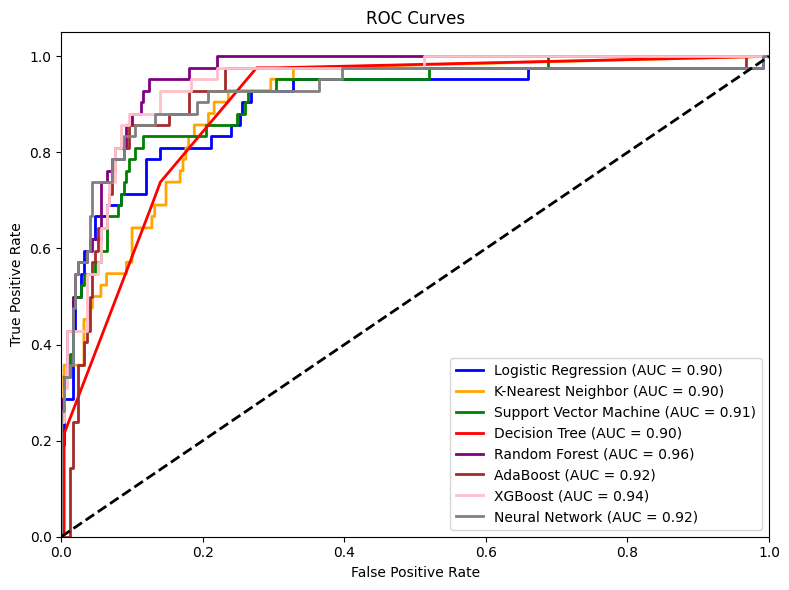 ROC Curves
True Positive Rate
1.0
0.8
0.6
0.4
0.2
0.0
Logistic Regression (AUC = 0.90)
K-Nearest Neighbor (AUC = 0.90)
Support Vector Machine (AUC = 0.91)
Decision Tree (AUC = 0.90)
Random Forest (AUC = 0.96)
AdaBoost (AUC = 0.92)
XGBoost (AUC = 0.94)
Neural Network (AUC = 0.92)
0.0 0.2 0.4 0.6 0.8 1.0
False Positive Rate